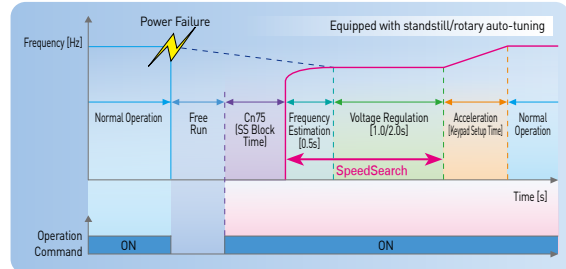 Power Failure
Equipped with standstill/rotary auto-tuning
Frequency [Hz]
Normal Operation
Free
Run
Cn75
[SS Block
Time]
Frequency
Estimation
[0.5s]
Voltage Regulation
[1.0/2.0s]
Acceleration
[Keypad Setup Time]
Normal
Operation
SpeedSearch
Time [s]
Operation
Command
ON
ON